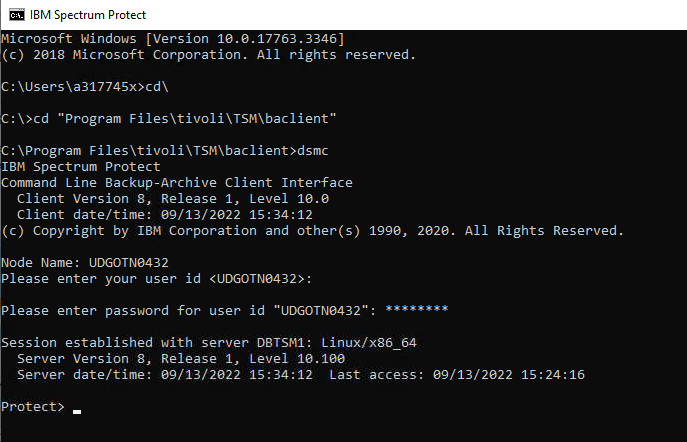 IBM Spectrum Protect
Microsoft Windows [Version 10.0.17763.3346]
(c) 2018 Microsoft Corporation. All rights reserved.
C:\Users\a317745x>cd\
C:\>cd "Program Files\tivoli\TSM\baclient"
C:\Program Files\tivoli\TSM\baclient>dsmc
IBM Spectrum Protect
Command Line Backup-Archive Client Interface
  Client Version 8, Release 1, Level 10.0
  Client date/time: 09/13/2022 15:34:12
(c) Copyright by IBM Corporation and other(s) 1990, 2020. All Rights Reserved.
Node Name: UDGOTN0432
Please enter your user id <UDGOTN0432>:
Please enter password for user id "UDGOTN0432": ********
Session established with server DBTSM1: Linux/x86_64
  Server Version 8, Release 1, Level 10.100
  Server date/time: 09/13/2022 15:34:12  Last access: 09/13/2022 15:24:16
Protect> _